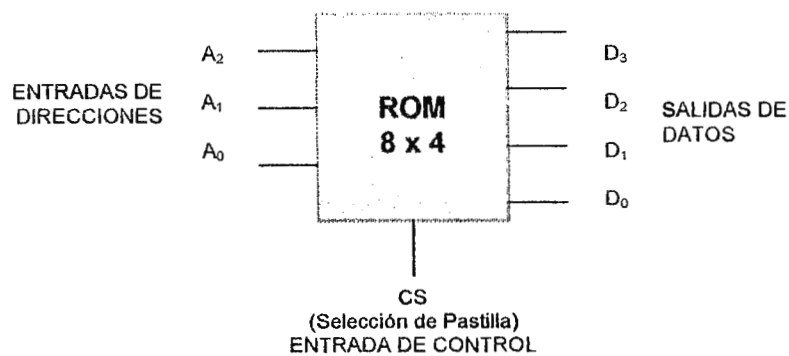 ENTRADAS DE
DIRECCIONES
A₂
A₁
A₀
ROM
8 x 4
D₃
D₂
D₁
D₀
SALIDAS DE
DATOS
CS
(Selección de Pastilla)
ENTRADA DE CONTROL